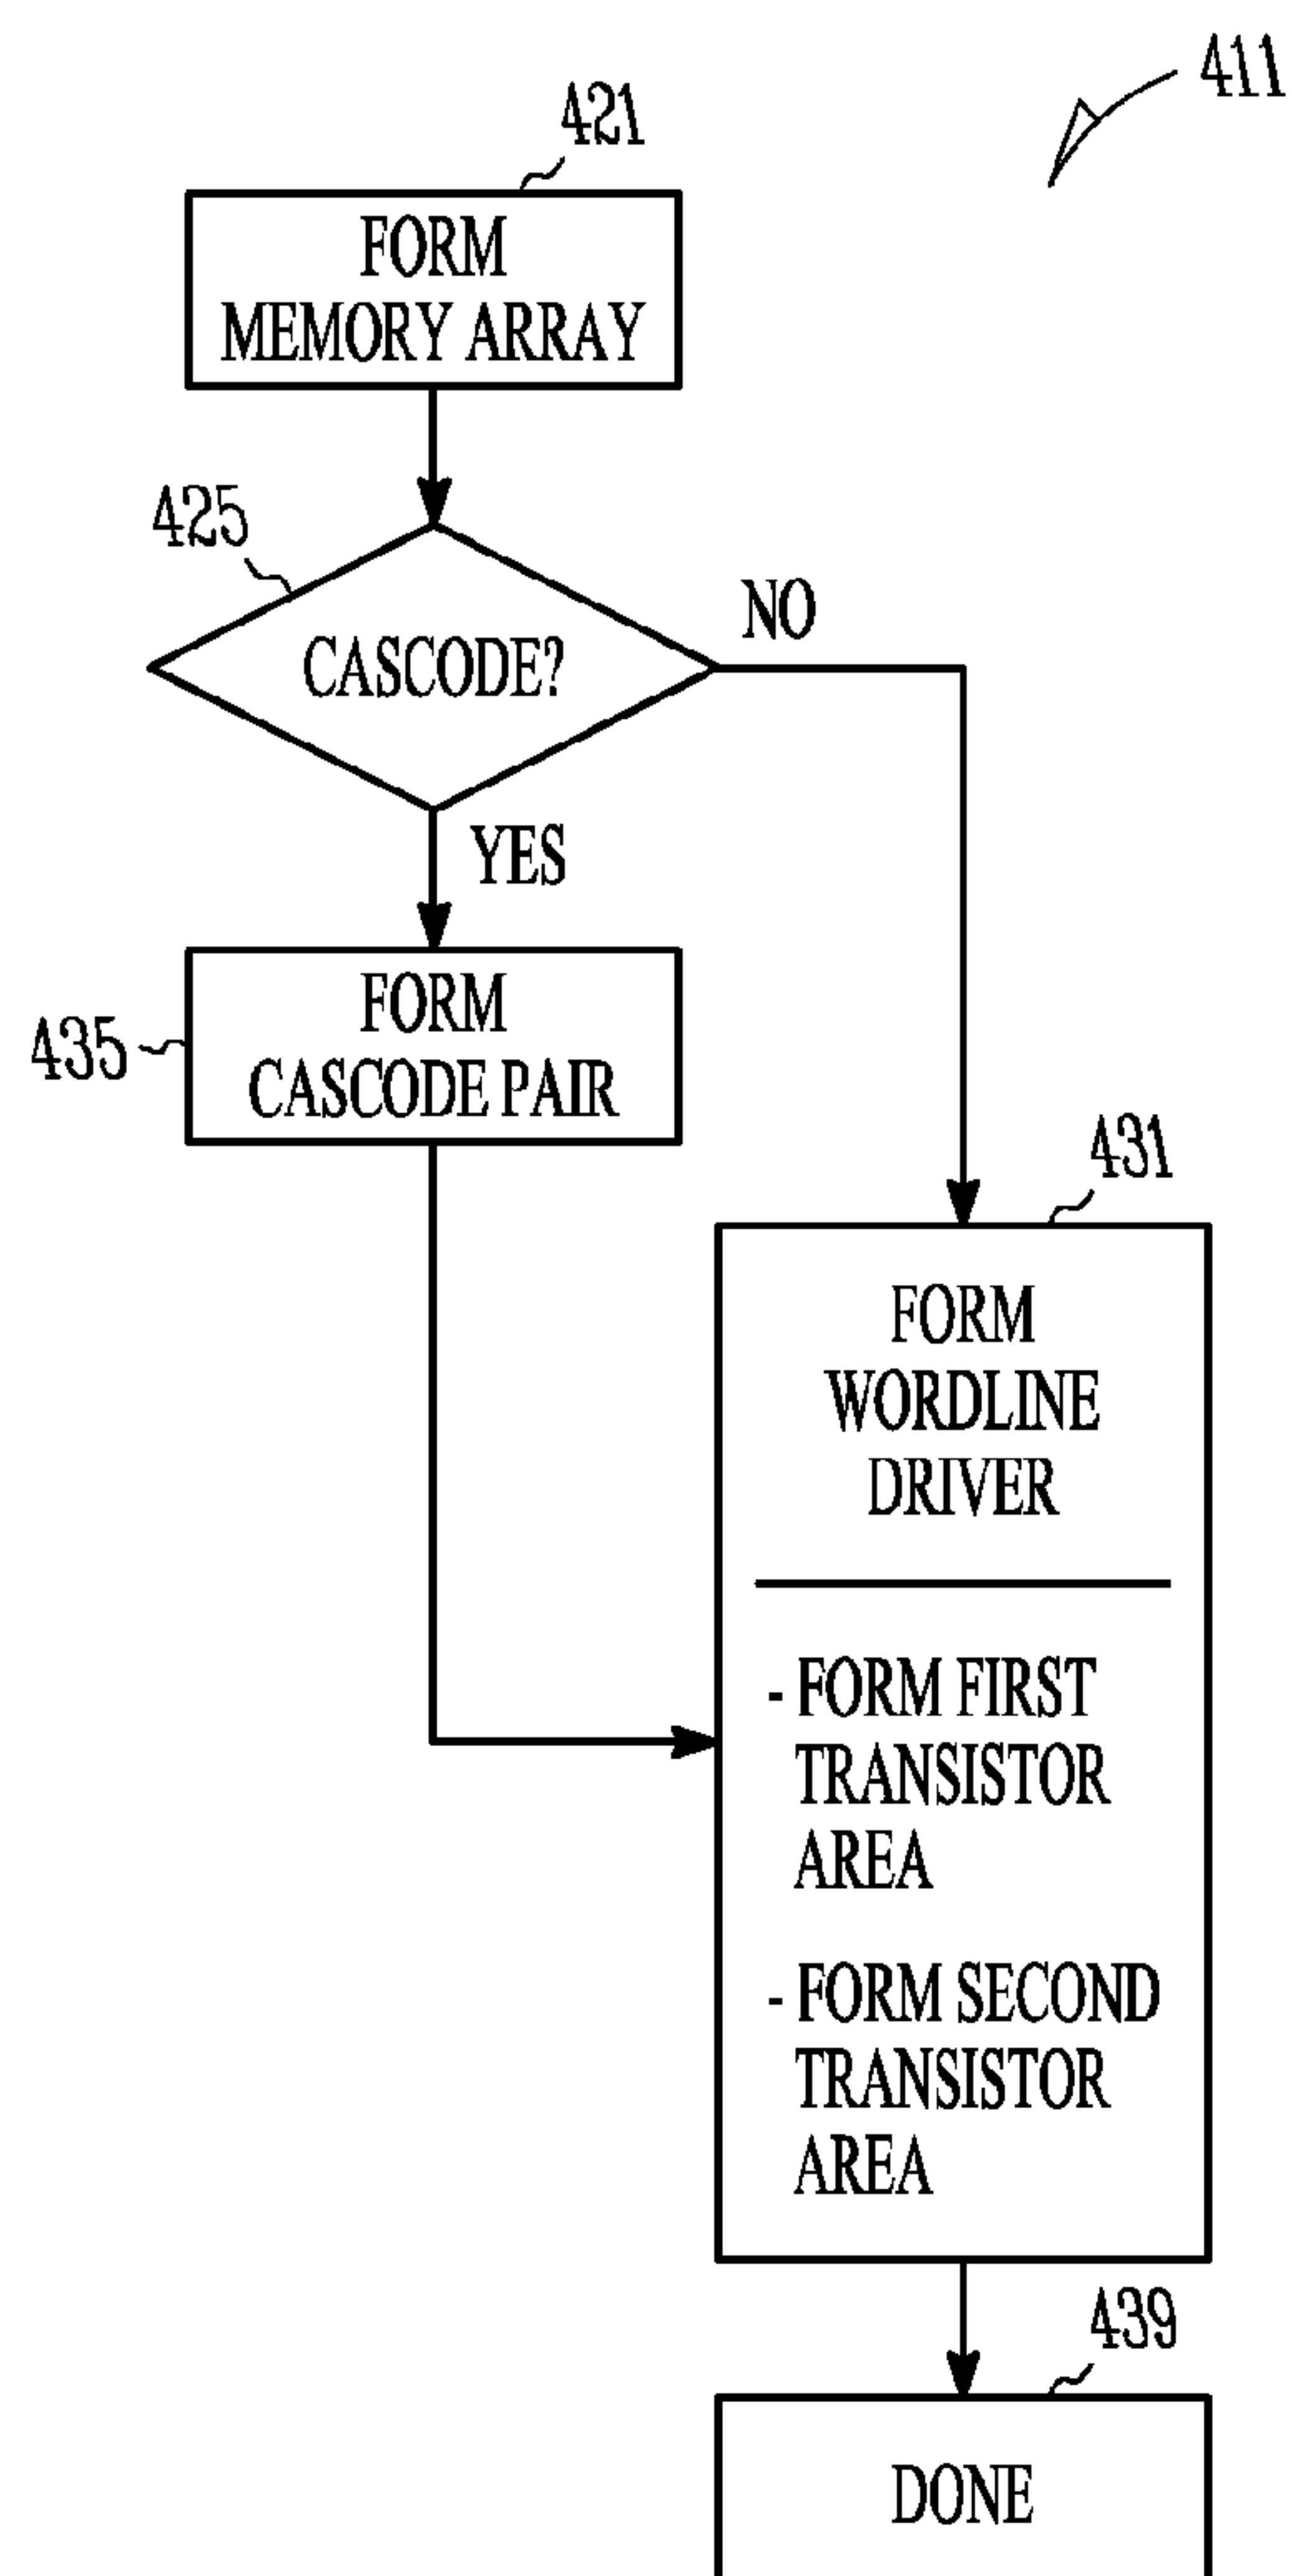 411
421
FORM
MEMORY ARRAY
425
CASCODE?
NO
YES
435
FORM
CASCODE PAIR
431
FORM
WORDLINE
DRIVER
- FORM FIRST
TRANSISTOR
AREA
- FORM SECOND
TRANSISTOR
AREA
439
DONE